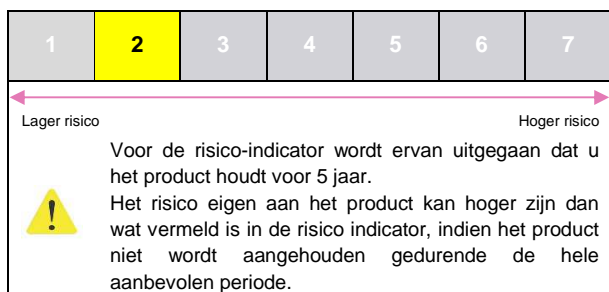 1 2 3 4 5 6 7
Lager risico Hoger risico
Voor de risico-indicator wordt ervan uitgegaan dat u
het product houdt voor 5 jaar.
Het risico eigen aan het product kan hoger zijn dan
wat vermeld is in de risico indicator, indien het product
niet wordt aangehouden gedurende de hele
aanbevolen periode.